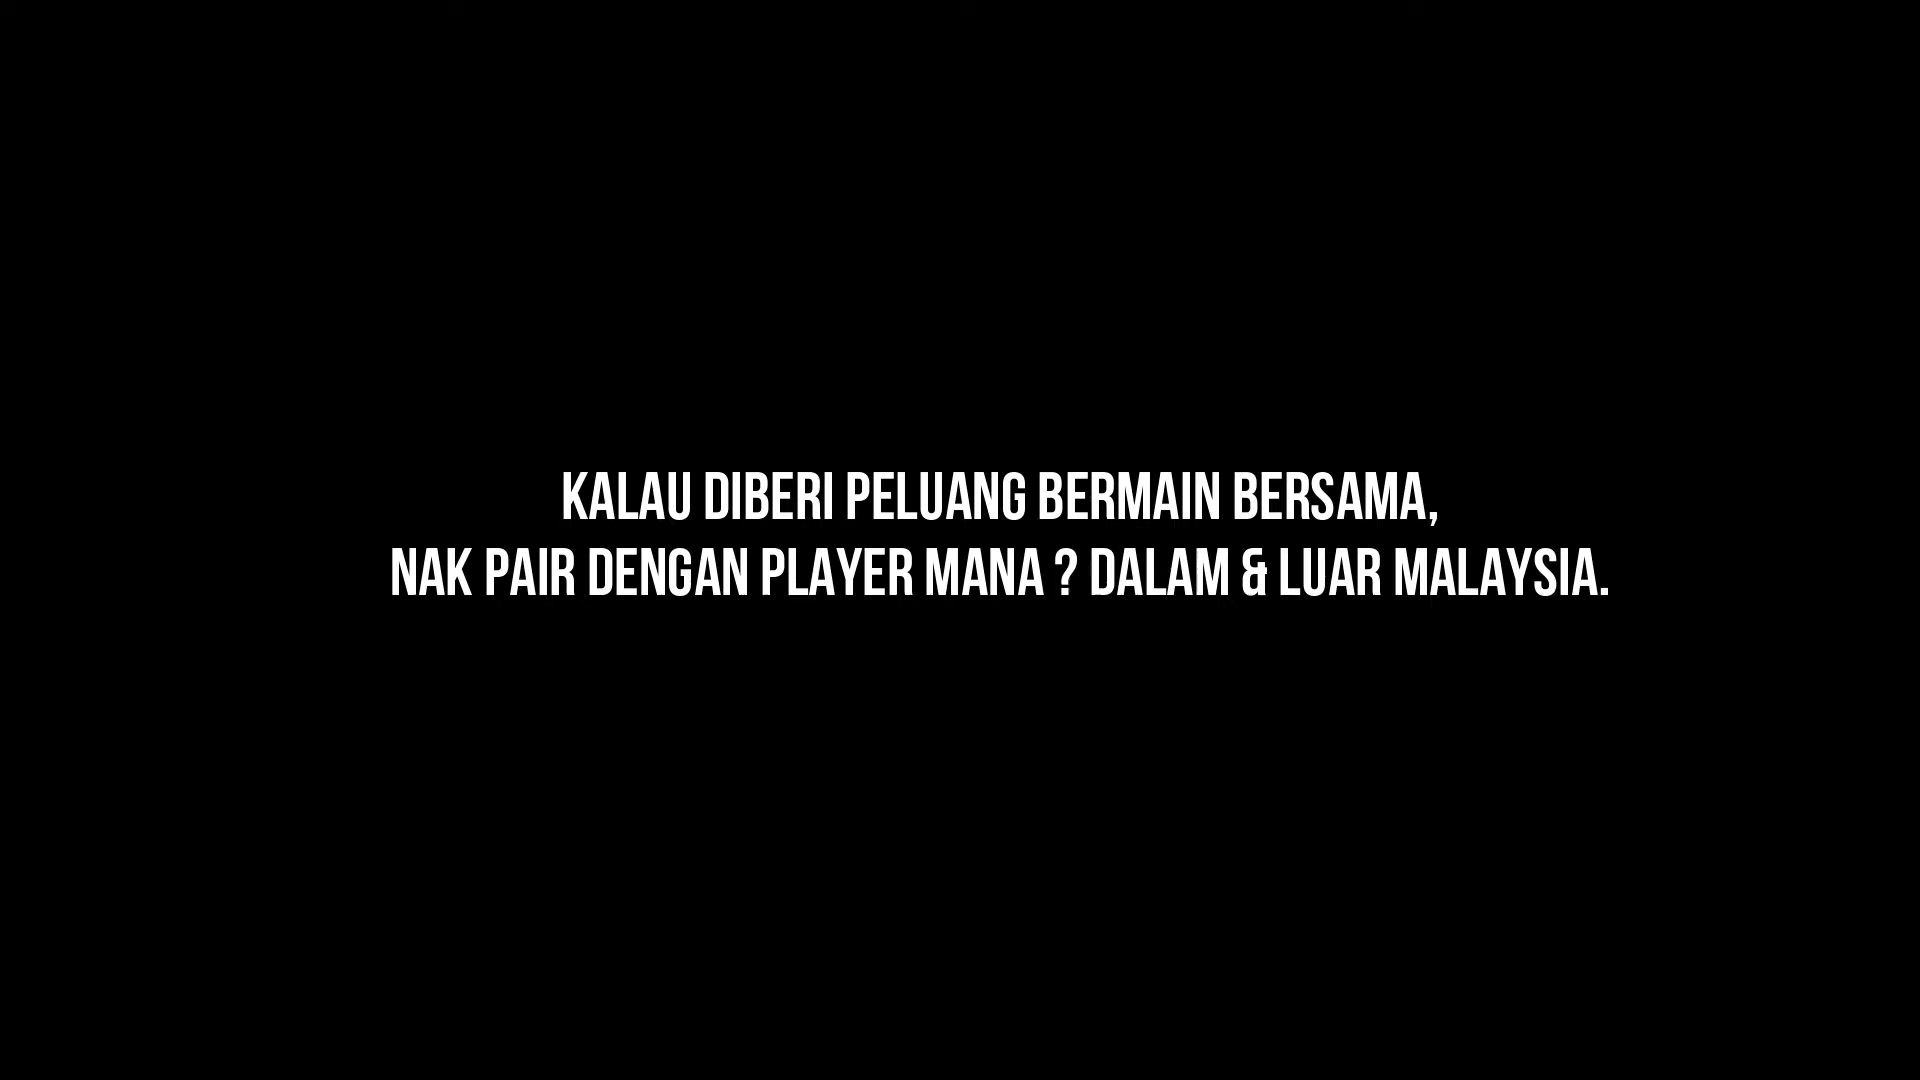 KALAU DIBERI PELUANG BERMAIN BERSAMA,
NAK PAIR DENGAN PLAYER MANA ? DALAM & LUAR MALAYSIA.